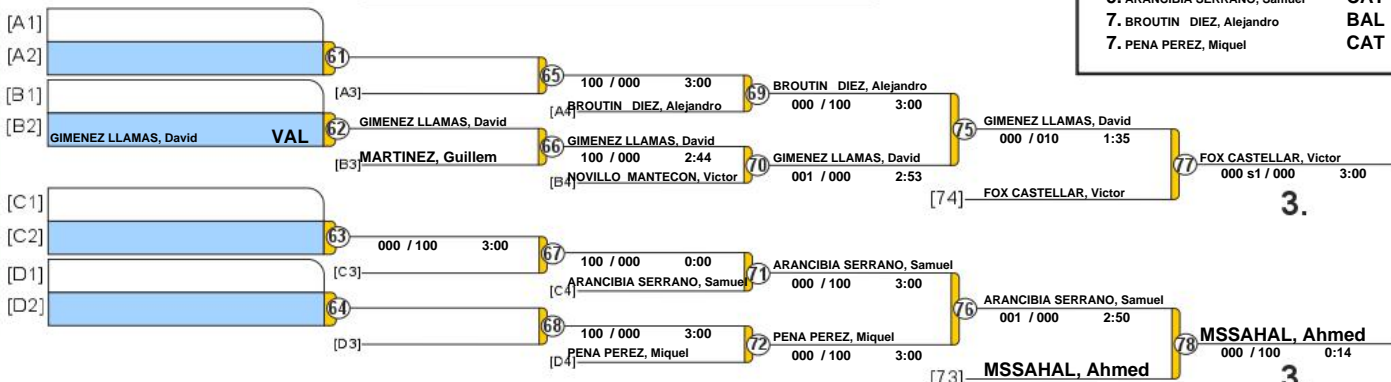 5. ARANCIBIA SERRANO, Samuel CAT
7. BROUTIN DIEZ, Alejandro BAL
7. PENA PEREZ, Miquel CAT
[A1]
[A2]
61
[A3]
65
100 / 000 3:00
[A4] BROUTIN DIEZ, Alejandro
69
BROUTIN DIEZ, Alejandro
000 / 100 3:00
[B1]
[B2] GIMENEZ LLAMAS, David VAL
62
GIMENEZ LLAMAS, David
[B3] MARTINEZ, Guillem
66
GIMENEZ LLAMAS, David
100 / 000 2:44
[B4] NOVILLO MANTECON, Victor
70
GIMENEZ LLAMAS, David
001 / 000 2:53
75
GIMENEZ LLAMAS, David
000 / 010 1:35
[74] FOX CASTELLAR, Victor
77
FOX CASTELLAR, Victor
000 s1 / 000 3:00
3.
[C1]
[C2]
63
000 / 100 3:00
[C3]
67
100 / 000 0:00
[C4] ARANCIBIA SERRANO, Samuel
71
ARANCIBIA SERRANO, Samuel
000 / 100 3:00
[D1]
[D2]
64
[D3]
68
100 / 000 3:00
[D4] PENA PEREZ, Miquel
72
PENA PEREZ, Miquel
000 / 100 3:00
76
ARANCIBIA SERRANO, Samuel
001 / 000 2:50
[73] MSSAHAL, Ahmed
78
MSSAHAL, Ahmed
000 / 100 0:14
3.